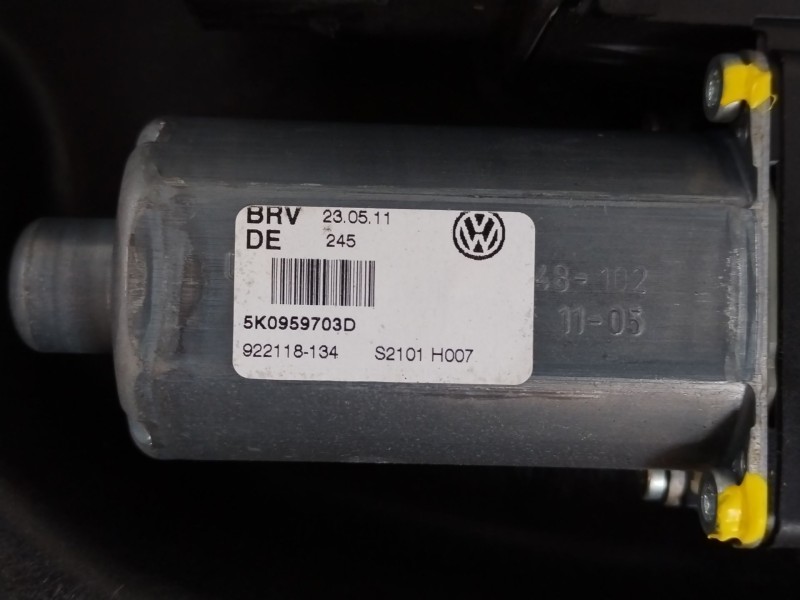 BRV 23.05.11
DE 245
5K0959703D
922118-134 S2101 H007
48-102
11-05